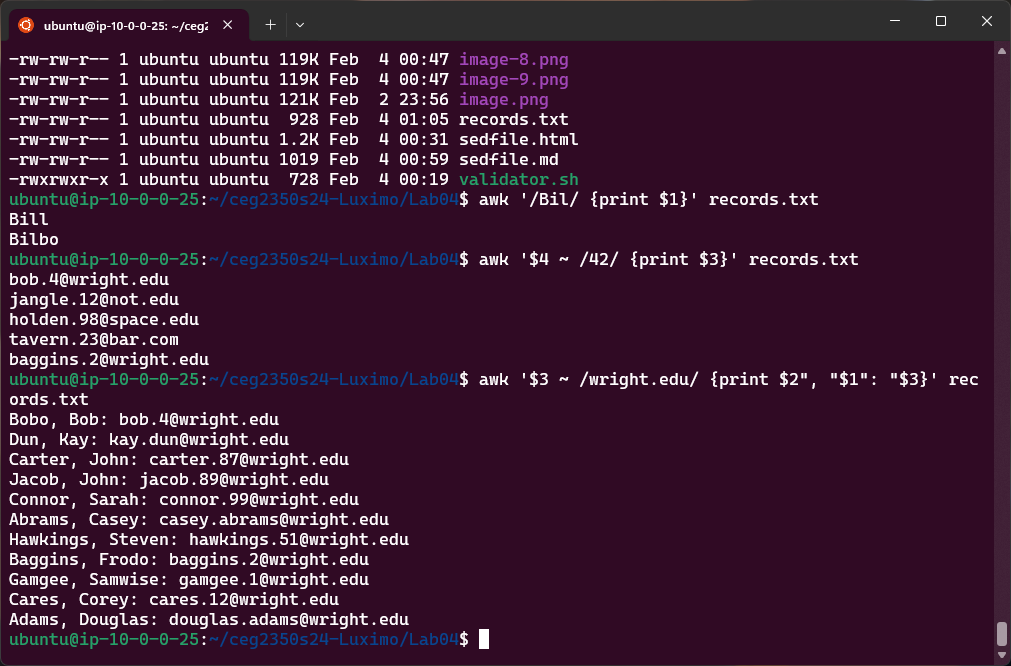 ubuntu@ip-10-0-0-25: ~/ceg2
-rw-rw-r-- 1 ubuntu ubuntu 119K Feb  4 00:47 image-8.png
-rw-rw-r-- 1 ubuntu ubuntu 119K Feb  4 00:47 image-9.png
-rw-rw-r-- 1 ubuntu ubuntu 121K Feb  2 23:56 image.png
-rw-rw-r-- 1 ubuntu ubuntu  928 Feb  4 01:05 records.txt
-rw-rw-r-- 1 ubuntu ubuntu 1.2K Feb  4 00:31 sedfile.html
-rw-rw-r-- 1 ubuntu ubuntu 1019 Feb  4 00:59 sedfile.md
-rwxrwxr-x 1 ubuntu ubuntu  728 Feb  4 00:19 validator.sh
ubuntu@ip-10-0-0-25:~/ceg2350s24-Luximo/Lab04$ awk '/Bil/ {print $1}' records.txt
Bill
Bilbo
ubuntu@ip-10-0-0-25:~/ceg2350s24-Luximo/Lab04$ awk '$4 ~ /42/ {print $3}' records.txt
bob.4@wright.edu
jangle.12@not.edu
holden.98@space.edu
tavern.23@bar.com
baggins.2@wright.edu
ubuntu@ip-10-0-0-25:~/ceg2350s24-Luximo/Lab04$ awk '$3 ~ /wright.edu/ {print $2", "$1": "$3}' rec
ords.txt
Bobo, Bob: bob.4@wright.edu
Dun, Kay: kay.dun@wright.edu
Carter, John: carter.87@wright.edu
Jacob, John: jacob.89@wright.edu
Connor, Sarah: connor.99@wright.edu
Abrams, Casey: casey.abrams@wright.edu
Hawkings, Steven: hawkings.51@wright.edu
Baggins, Frodo: baggins.2@wright.edu
Gamgee, Samwise: gamgee.1@wright.edu
Cares, Corey: cares.12@wright.edu
Adams, Douglas: douglas.adams@wright.edu
ubuntu@ip-10-0-0-25:~/ceg2350s24-Luximo/Lab04$